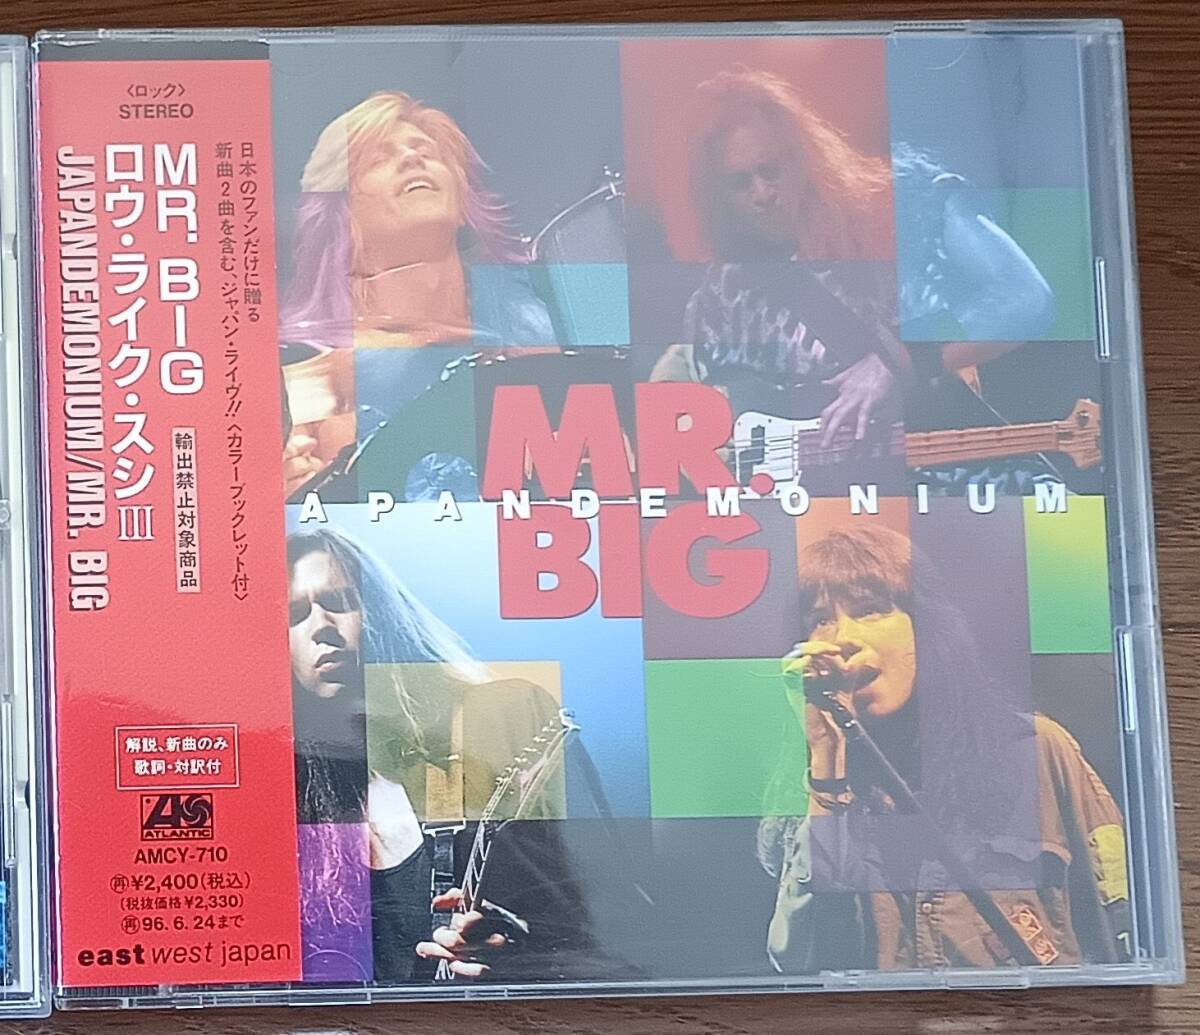 〈ロック〉
STEREO
日本のファンだけに贈る
新曲2曲を含む、ジャパン・ライヴ!!〈カラーブックレット付〉
MR. BIG
輸出禁止対象商品
ロウ・ライク・スシ III
JAPANDEMONIUM//MR. BIG
解説、新曲のみ
歌詞・対訳付
ATLANTIC
AMCY-710
再¥2,400(税込)
(税抜価格¥2,330)
再96.6.24まで
east west japan
MR.
APANDEMONIUM
BIG